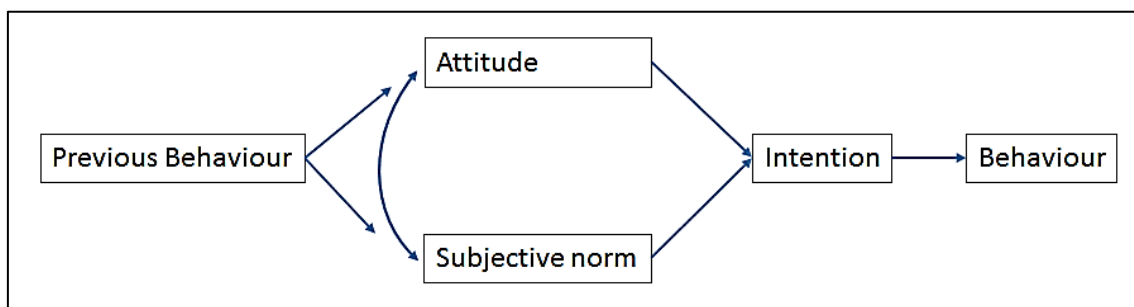 Attitude
Previous Behaviour
Intention
Behaviour
Subjective norm